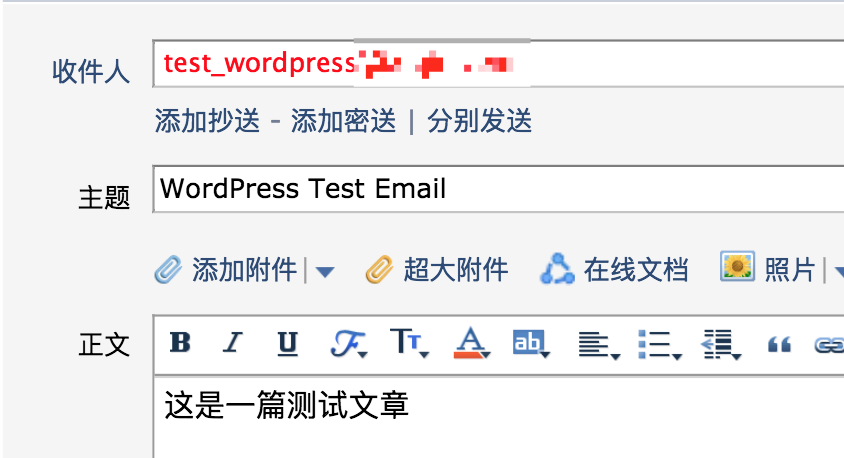 收件人 test_wordpress
添加抄送 - 添加密送 | 分别发送
主题 WordPress Test Email
添加附件 | 超大附件 在线文档 照片 |
正文 B I U F TT A ab “
这是一篇测试文章